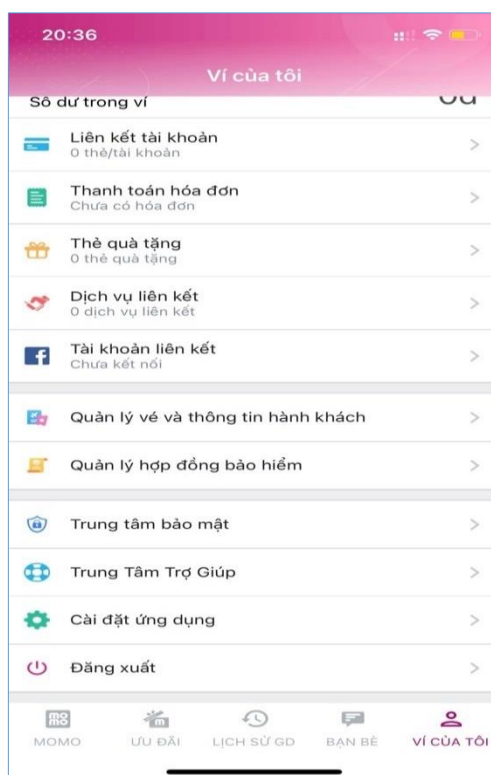 20:36
Ví của tôi
Số dư trong ví 0đ
Liên kết tài khoản
0 thẻ/tài khoản
Thanh toán hóa đơn
Chưa có hóa đơn
Thẻ quà tặng
0 thẻ quà tặng
Dịch vụ liên kết
0 dịch vụ liên kết
Tài khoản liên kết
Chưa kết nối
Quản lý vé và thông tin hành khách
Quản lý hợp đồng bảo hiểm
Trung tâm bảo mật
Trung Tâm Trợ Giúp
Cài đặt ứng dụng
Đăng xuất
MOMO ƯU ĐÃI LỊCH SỬ GD BẠN BÈ VÍ CỦA TÔI